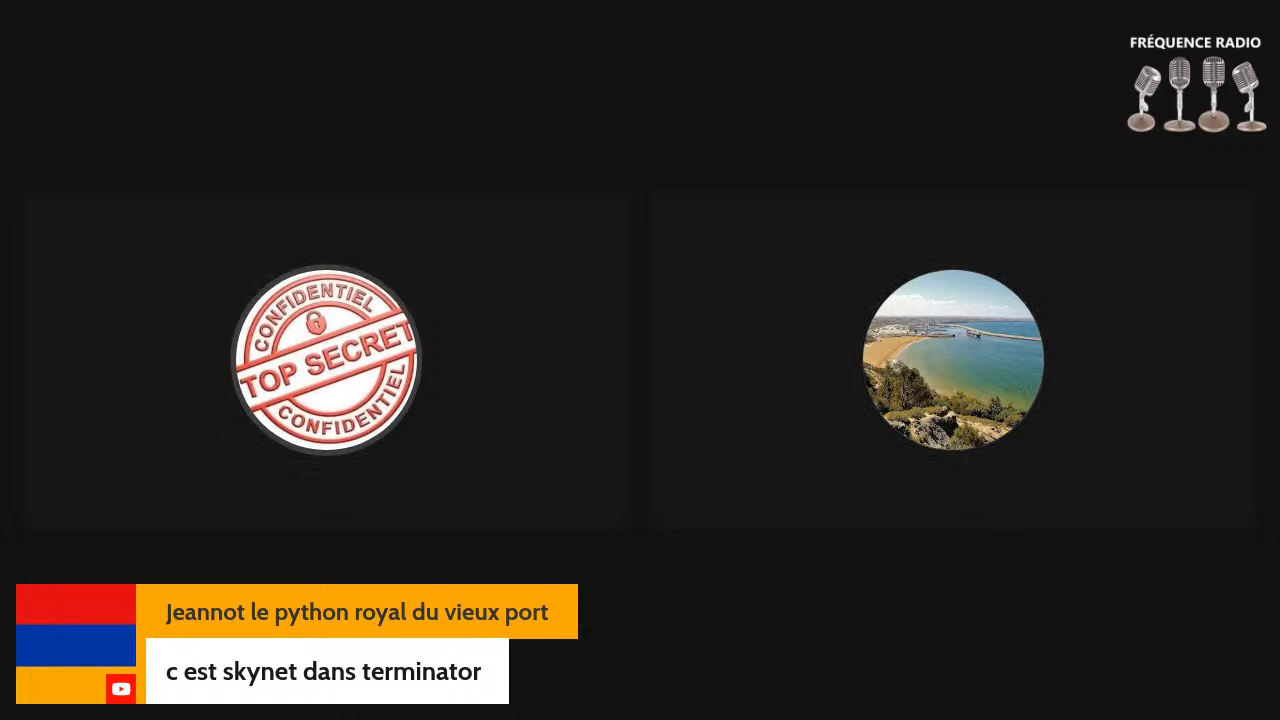 FRÉQUENCE RADIO
CONFIDENTIEL
TOP SECRET
CONFIDENTIEL
Jeannot le python royal du vieux port
c est skynet dans terminator